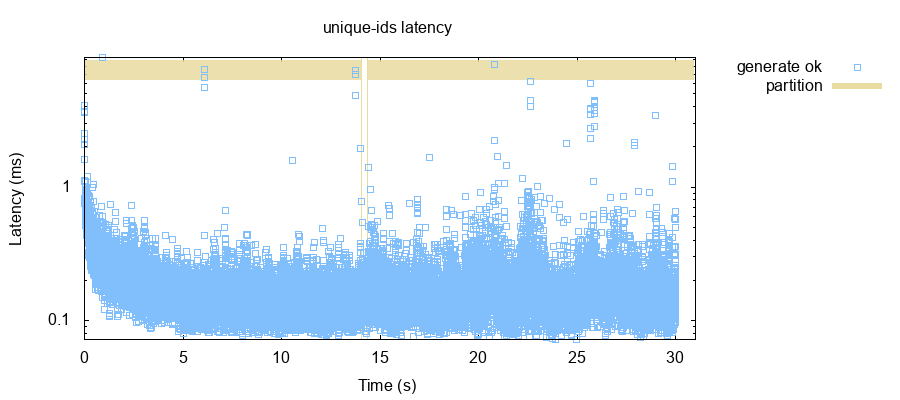 unique-ids latency
generate ok
partition
Latency (ms)
1
0.1
0 5 10 15 20 25 30
Time (s)